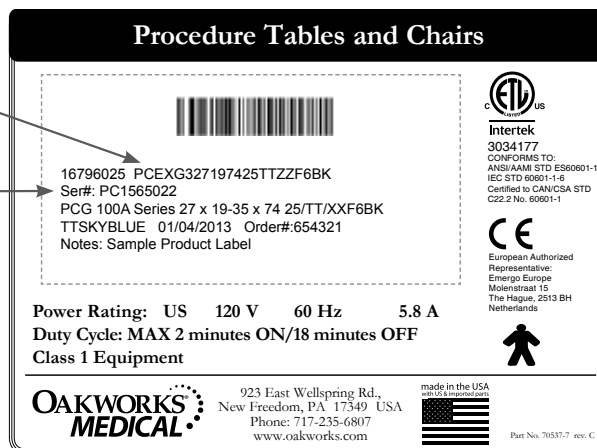 Procedure Tables and Chairs
16796025 PCEXG327197425TTZZF6BK
Ser#: PC1565022
PCG 100A Series 27 x 19-35 x 74 25/TT/XXF6BK
TTSKYBLUE 01/04/2013 Order#:654321
Notes: Sample Product Label
Power Rating: US 120 V 60 Hz 5.8 A
Duty Cycle: MAX 2 minutes ON/18 minutes OFF
Class 1 Equipment
C ETL US
LISTED
Intertek
3034177
CONFORMS TO:
ANSI/AAMI STD ES60601-1
IEC STD 60601-1-6
Certified to CAN/CSA STD
C22.2 No. 60601-1
CE
European Authorized
Representative:
Emergo Europe
Molenstraat 15
The Hague, 2513 BH
Netherlands
OAKWORKS®
MEDICAL
923 East Wellspring Rd.,
New Freedom, PA 17349 USA
Phone: 717-235-6807
www.oakworks.com
made in the USA
with US & imported parts
Part No. 70537-7 rev. C